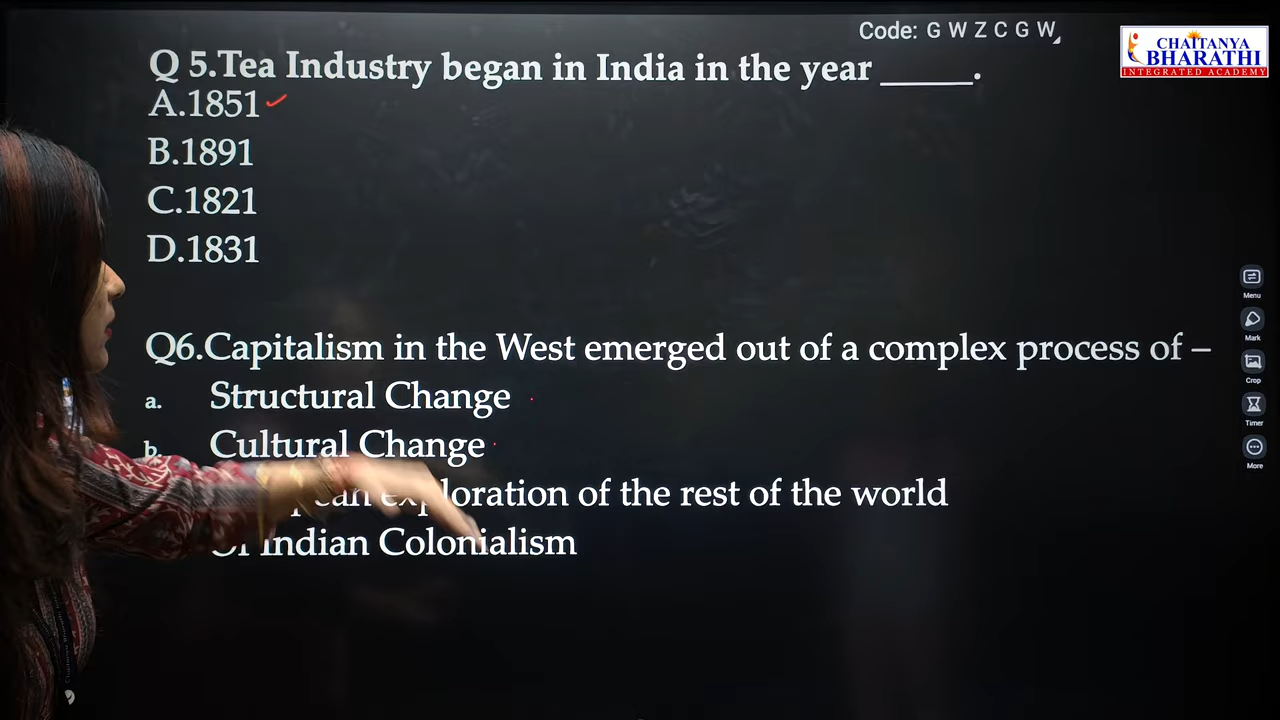 Code: G W Z C G W
CHAITANYA
BHARATHI
INTEGRATED ACADEMY
Q 5.Tea Industry began in India in the year ______.
A.1851
B.1891
C.1821
D.1831
Q6.Capitalism in the West emerged out of a complex process of –
a. Structural Change
b. Cultural Change
exploration of the rest of the world
Of Indian Colonialism
Menu
Mark
Crop
Timer
More